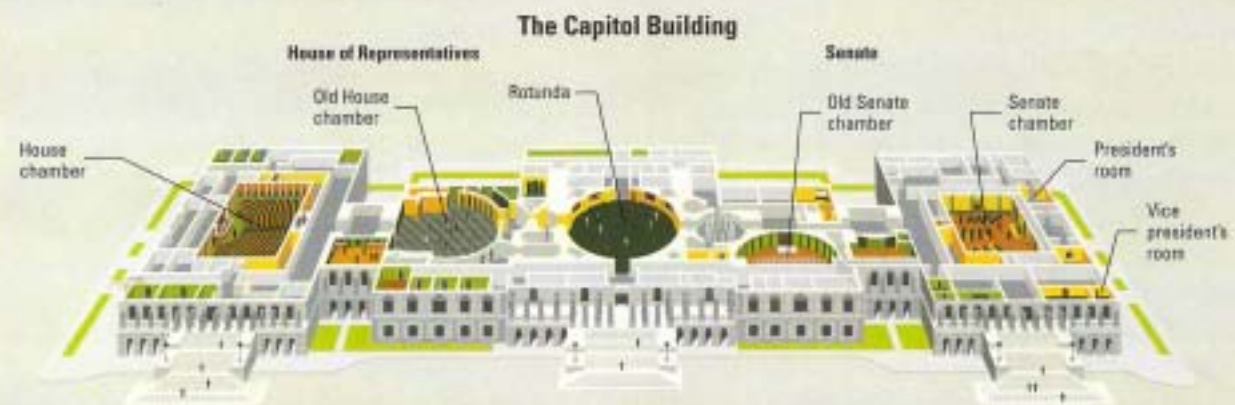 The Capitol Building
House of Representatives
Senate
Old House
chamber
Rotunda
Old Senate
chamber
Senate
chamber
House
chamber
President's
room
Vice
president's
room